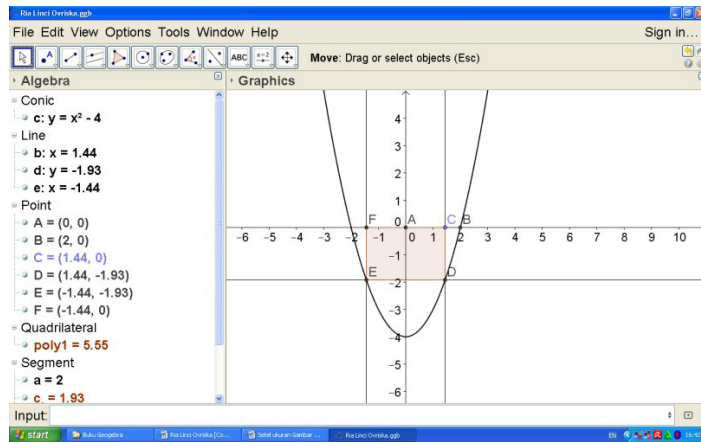 Ria Linci Ovriska.ggb
File Edit View Options Tools Window Help
Sign in...
ABC
a=2
Move: Drag or select objects (Esc)
Algebra
Graphics
Conic
c: y = x² - 4
Line
b: x = 1.44
d: y = -1.93
e: x = -1.44
Point
A = (0, 0)
B = (2, 0)
C = (1.44, 0)
D = (1.44, -1.93)
E = (-1.44, -1.93)
F = (-1.44, 0)
Quadrilateral
poly1 = 5.55
Segment
a = 2
c, = 1.93
4
3
2
1
0
F A C B
-6 -5 -4 -3 -2 -1 0 1 2 3 4 5 6 7 8 9 10
-1
E D
-2
-3
-4
-5
-6
Input:
start
Buku Geogebra
Ria Linci Ovriska [Co...
Setel ukuran Gambar ...
Ria Linci Ovriska.ggb
EN
16:42